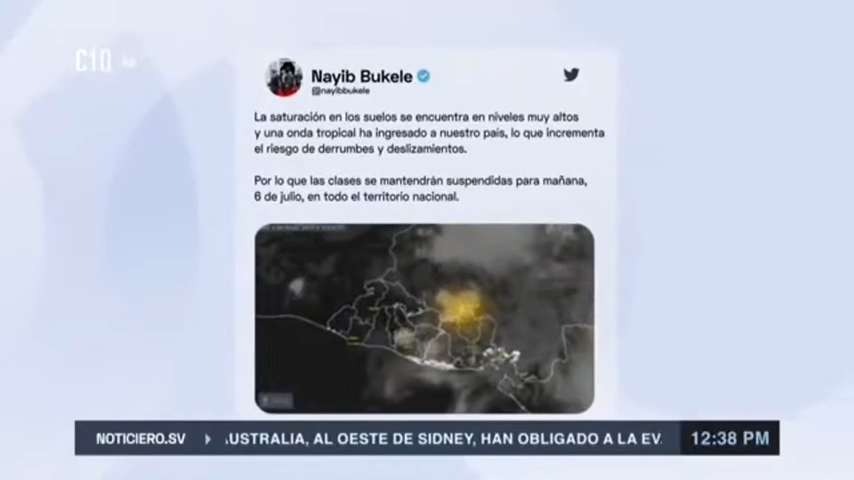 C10
Nayib Bukele
@nayibbukele
La saturación en los suelos se encuentra en niveles muy altos
y una onda tropical ha ingresado a nuestro país, lo que incrementa
el riesgo de derrumbes y deslizamientos.
Por lo que las clases se mantendrán suspendidas para mañana,
6 de julio, en todo el territorio nacional.
NOTICIERO.SV
USTRALIA, AL OESTE DE SIDNEY, HAN OBLIGADO A LA EV
12:38 PM